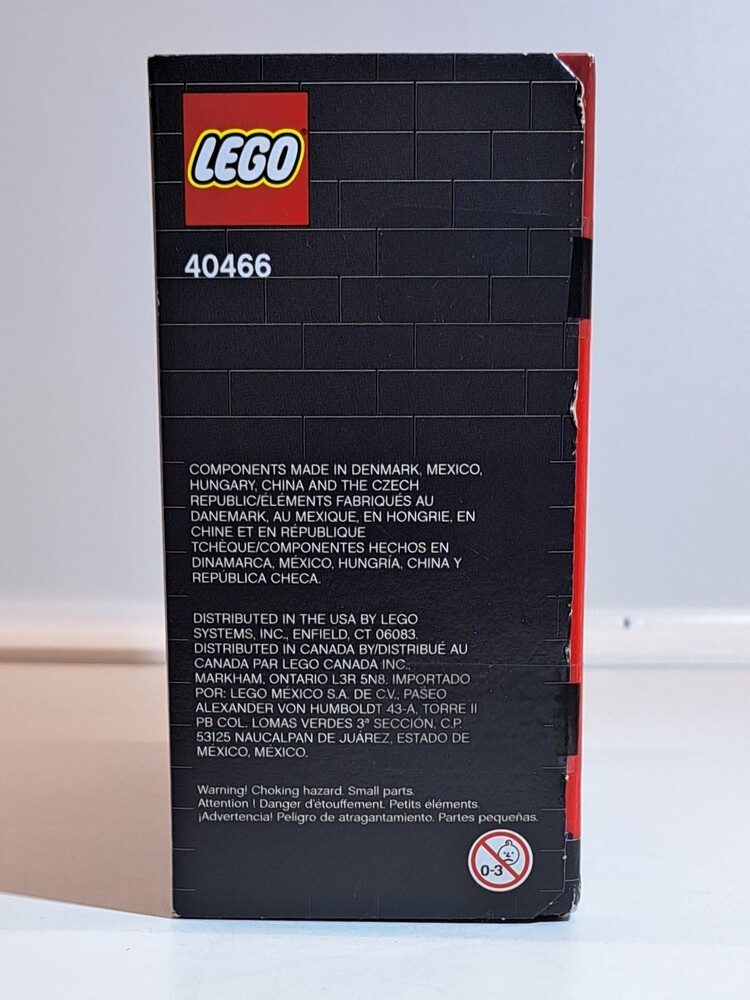 LEGO
40466
COMPONENTS MADE IN DENMARK, MEXICO,
HUNGARY, CHINA AND THE CZECH
REPUBLIC/ÉLÉMENTS FABRIQUÉS AU
DANEMARK, AU MEXIQUE, EN HONGRIE, EN
CHINE ET EN RÉPUBLIQUE
TCHÈQUE/COMPONENTES HECHOS EN
DINAMARCA, MÉXICO, HUNGRÍA, CHINA Y
REPÚBLICA CHECA.
DISTRIBUTED IN THE USA BY LEGO
SYSTEMS, INC., ENFIELD, CT 06083.
DISTRIBUTED IN CANADA BY/DISTRIBUÉ AU
CANADA PAR LEGO CANADA INC.,
MARKHAM, ONTARIO L3R 5N8. IMPORTADO
POR: LEGO MÉXICO S.A. DE C.V., PASEO
ALEXANDER VON HUMBOLDT 43-A, TORRE II
PB COL. LOMAS VERDES 3ª SECCIÓN, C.P.
53125 NAUCALPAN DE JUÁREZ, ESTADO DE
MÉXICO, MÉXICO.
Warning! Choking hazard. Small parts.
Attention ! Danger d'étouffement. Petits éléments.
¡Advertencia! Peligro de atragantamiento. Partes pequeñas.
0-3